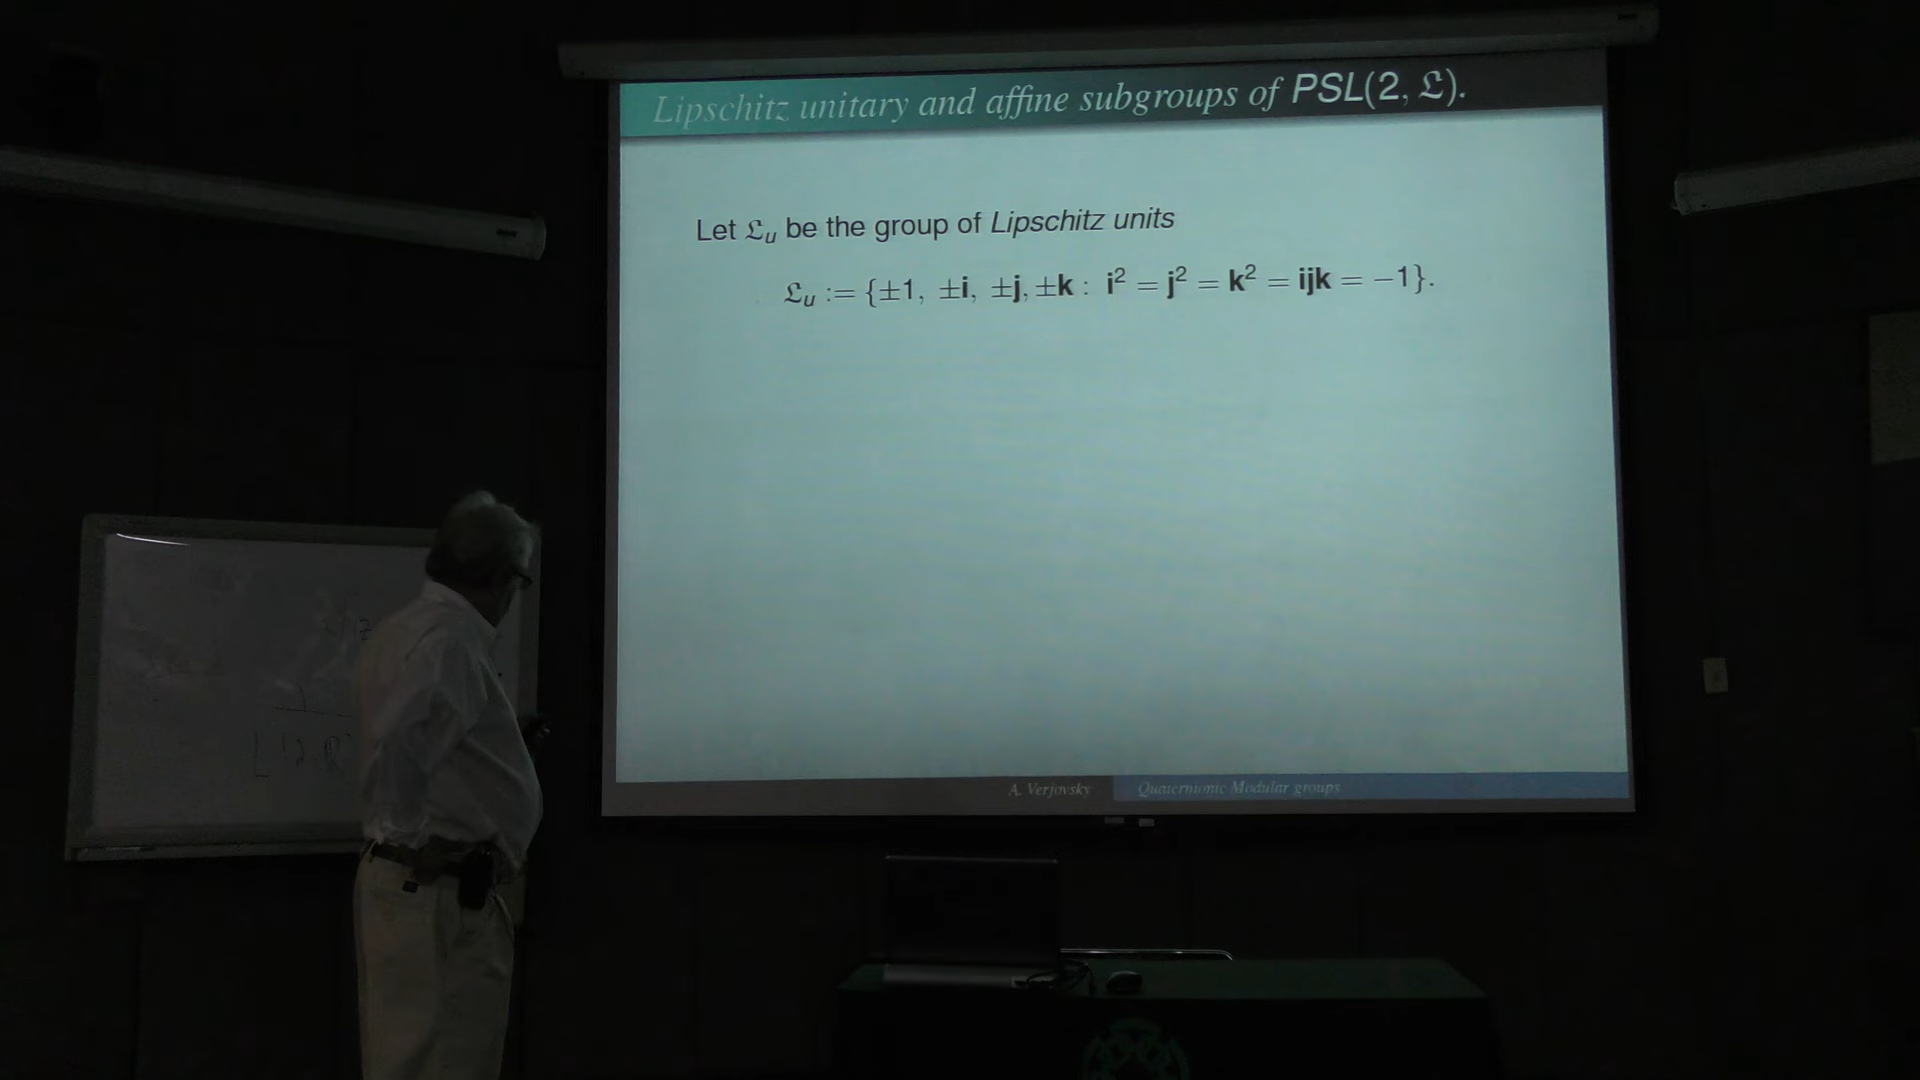 Lipschitz unitary and affine subgroups of PSL(2, 𝔏).
Let 𝔏ᵤ be the group of Lipschitz units
𝔏ᵤ := {±1, ±i, ±j, ±k : i² = j² = k² = ijk = −1}.
A. Verjovsky
Quaternionic Modular groups